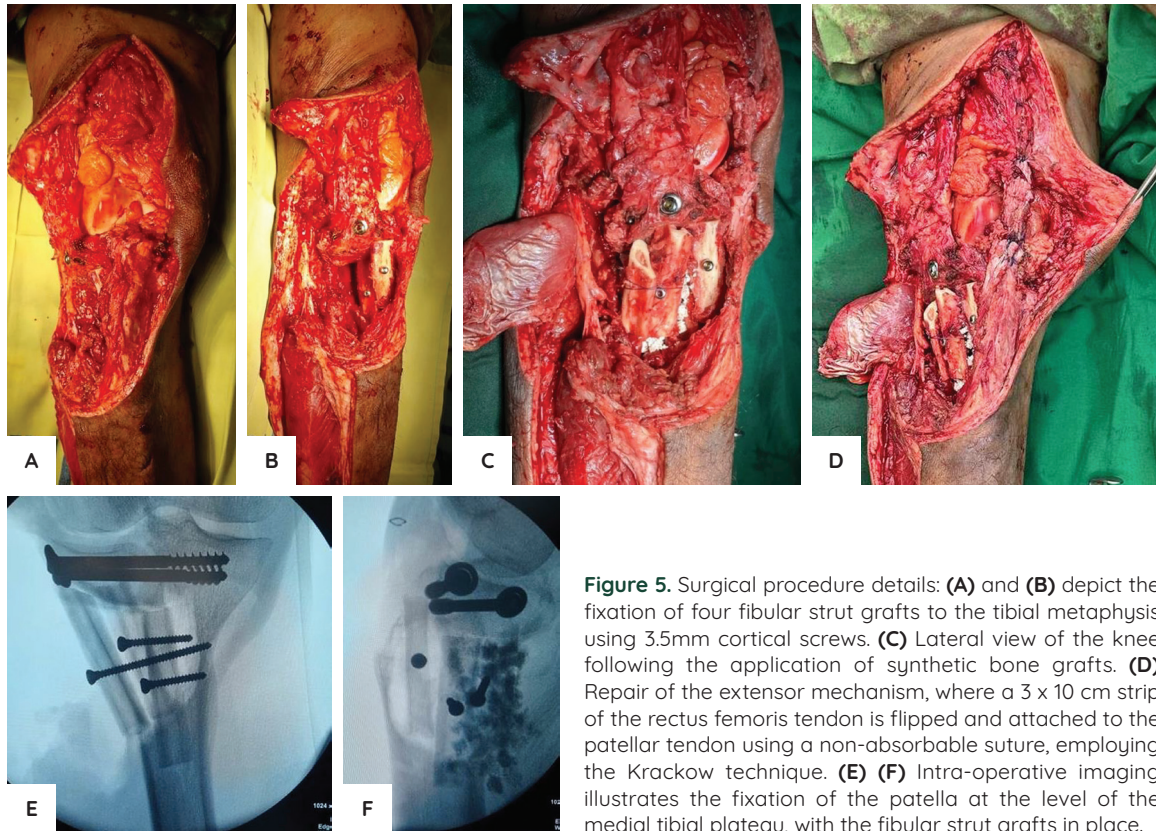 A
B
C
D
E
1024 x
F
Figure 5. Surgical procedure details: (A) and (B) depict the
fixation of four fibular strut grafts to the tibial metaphysis
using 3.5mm cortical screws. (C) Lateral view of the knee
following the application of synthetic bone grafts. (D)
Repair of the extensor mechanism, where a 3 x 10 cm strip
of the rectus femoris tendon is flipped and attached to the
patellar tendon using a non-absorbable suture, employing
the Krackow technique. (E) (F) Intra-operative imaging
illustrates the fixation of the patella at the level of the
medial tibial plateau, with the fibular strut grafts in place.